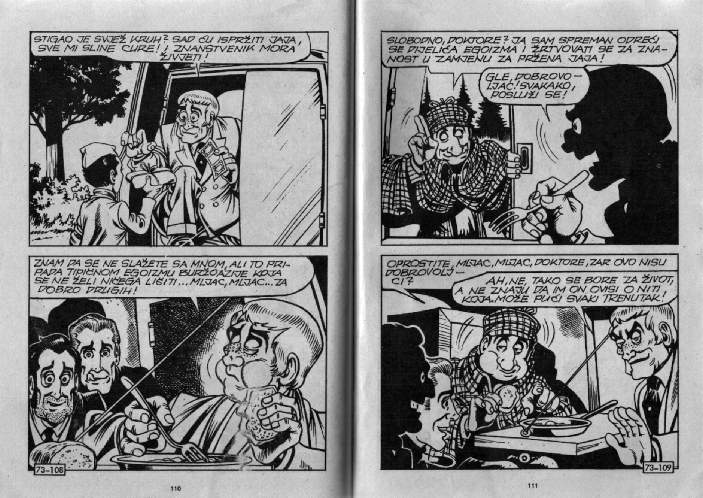 STIGAO JE SVJEŽ KRUH? SAD ĆU ISPRŽITI JAJA,
SVE MI SLINE CURE! I ZNANSTVENIK MORA
ŽIVJETI!
ZNAM DA SE NE SLAŽETE SA MNOM, ALI TO PRI-
PADA TIPIČNOM EGOIZMU BURŽOAZIJE KOJA
SE NE ŽELI NIČEGA LIŠITI...MLJAC, MLJAC...ZA
DOBRO DRUGIH!
73-108
110
SLOBODNO, DOKTORE? JA SAM SPREMAN ODREĆI
SE DJELIĆA EGOIZMA I ŽRTVOVATI SE ZA ZNA-
NOST U ZAMJENU ZA PRŽENA JAJA!
GLE, DOBROVO-
LJAC! SVAKAKO,
POSLUŽI SE!
OPROSTITE, MLJAC, MLJAC, DOKTORE, ZAR OVO NISU
DOBROVOLJ-
CI?
AH, NE, TAKO SE BORE ZA ŽIVOT,
A NE ZNAJU DA IM ON OVISI O NITI
KOJA MOŽE PUĆI SVAKI TRENUTAK!
73-109
111